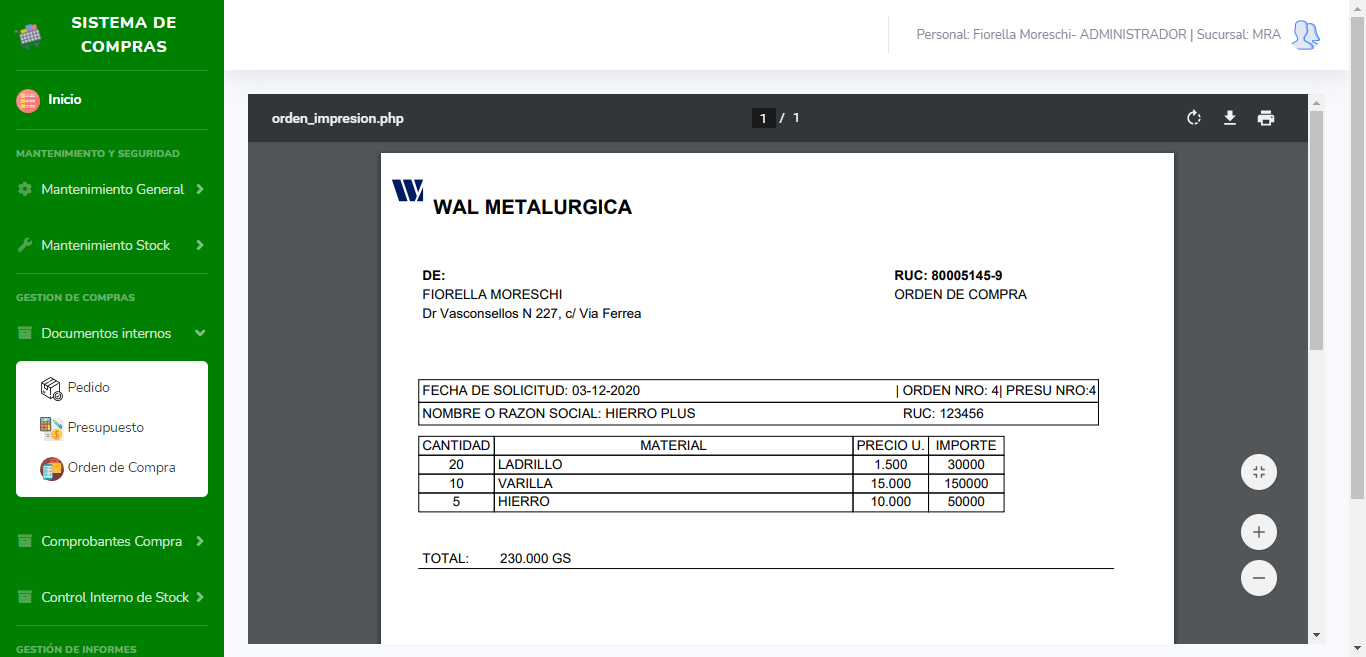 SISTEMA DE
COMPRAS
Inicio
MANTENIMIENTO Y SEGURIDAD
Mantenimiento General
Mantenimiento Stock
GESTION DE COMPRAS
Documentos internos
Pedido
Presupuesto
Orden de Compra
Comprobantes Compra
Control Interno de Stock
GESTIÓN DE INFORMES
Personal: Fiorella Moreschi- ADMINISTRADOR | Sucursal: MRA
orden_impresion.php 1 / 1
W
WAL METALURGICA
DE: RUC: 80005145-9
FIORELLA MORESCHI ORDEN DE COMPRA
Dr Vasconsellos N 227, c/ Via Ferrea
FECHA DE SOLICITUD: 03-12-2020 | ORDEN NRO: 4| PRESU NRO:4
NOMBRE O RAZON SOCIAL: HIERRO PLUS RUC: 123456
CANTIDAD MATERIAL PRECIO U. IMPORTE
20 LADRILLO 1.500 30000
10 VARILLA 15.000 150000
5 HIERRO 10.000 50000
TOTAL: 230.000 GS